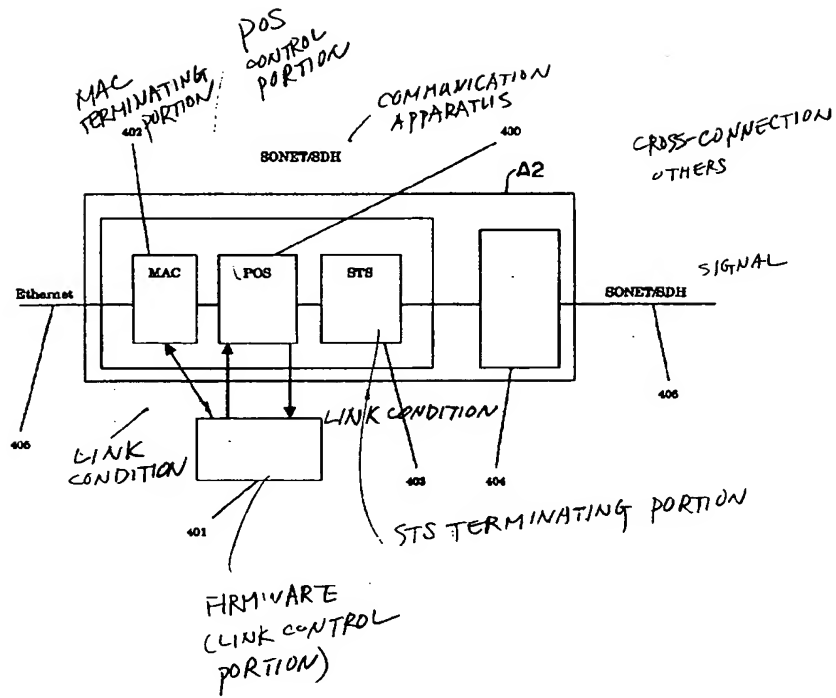 POS
CONTROL
PORTION
MAC
TERMINATING
PORTION
402
COMMUNICATION
APPARATUS
400
SONET/SDH
CROSS-CONNECTION
OTHERS
A2
MAC
POS
STS
SIGNAL
Ethernet
SONET/SDH
405
406
LINK CONDITION
LINK
CONDITION
403
404
401
STS TERMINATING PORTION
FIRMWARE
(LINK CONTROL
PORTION)